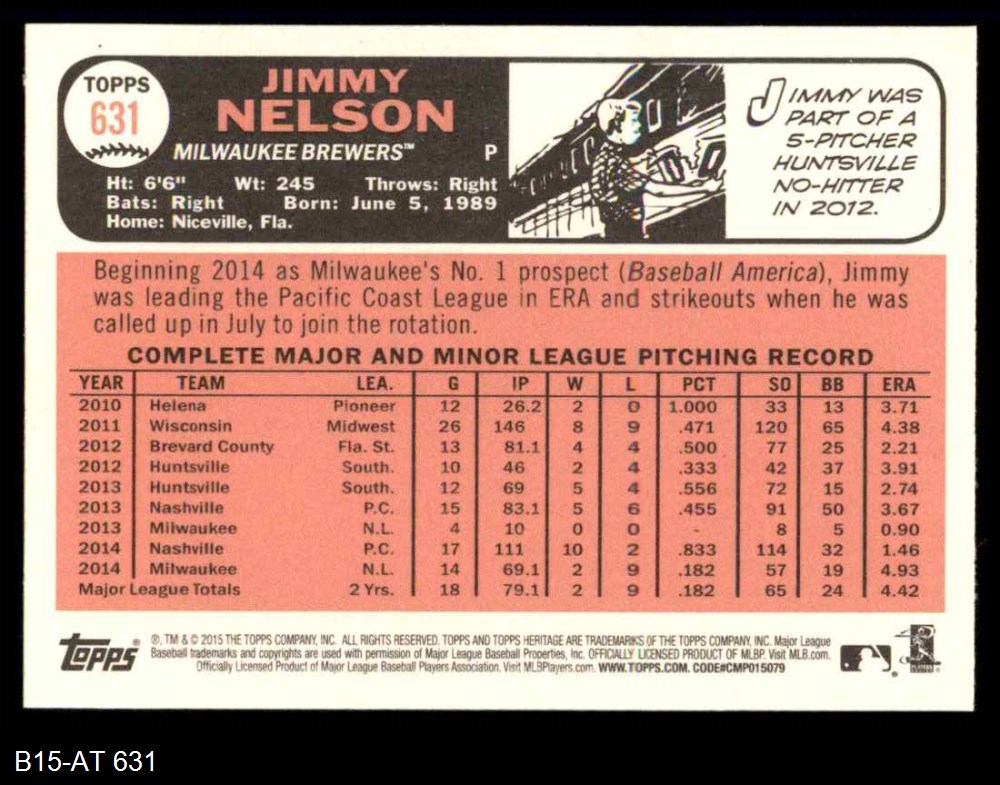 TOPPS
631
JIMMY
NELSON
MILWAUKEE BREWERS™ P
Ht: 6'6" Wt: 245 Throws: Right
Bats: Right Born: June 5, 1989
Home: Niceville, Fla.
JIMMY WAS
PART OF A
5-PITCHER
HUNTSVILLE
NO-HITTER
IN 2012.
Beginning 2014 as Milwaukee's No. 1 prospect (Baseball America), Jimmy
was leading the Pacific Coast League in ERA and strikeouts when he was
called up in July to join the rotation.
COMPLETE MAJOR AND MINOR LEAGUE PITCHING RECORD
YEAR TEAM LEA. G IP W L PCT SO BB ERA
2010 Helena Pioneer 12 26.2 2 0 1.000 33 13 3.71
2011 Wisconsin Midwest 26 146 8 9 .471 120 65 4.38
2012 Brevard County Fla. St. 13 81.1 4 4 .500 77 25 2.21
2012 Huntsville South. 10 46 2 4 .333 42 37 3.91
2013 Huntsville South. 12 69 5 4 .556 72 15 2.74
2013 Nashville P.C. 15 83.1 5 6 .455 91 50 3.67
2013 Milwaukee N.L. 4 10 0 0 - 8 5 0.90
2014 Nashville P.C. 17 111 10 2 .833 114 32 1.46
2014 Milwaukee N.L. 14 69.1 2 9 .182 57 19 4.93
Major League Totals 2 Yrs. 18 79.1 2 9 .182 65 24 4.42
Topps®
®, TM & © 2015 THE TOPPS COMPANY, INC. ALL RIGHTS RESERVED. TOPPS AND TOPPS HERITAGE ARE TRADEMARKS OF THE TOPPS COMPANY, INC. Major League
Baseball trademarks and copyrights are used with permission of Major League Baseball Properties, Inc. OFFICIALLY LICENSED PRODUCT OF MLBP. Visit MLB.com.
Officially Licensed Product of Major League Baseball Players Association. Visit MLBPlayers.com. WWW.TOPPS.COM. CODE#CMP015079
B15-AT 631